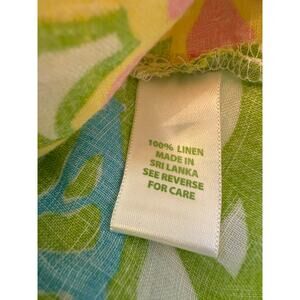 100% LINEN
MADE IN
SRI LANKA
SEE REVERSE
FOR CARE